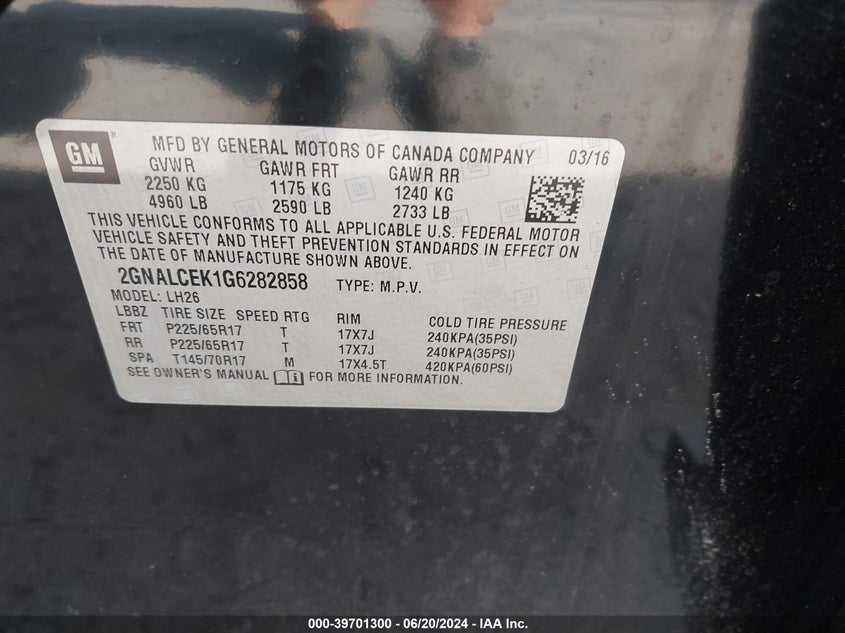 GM ® MFD BY GENERAL MOTORS OF CANADA COMPANY 03/16
GVWR GAWR FRT GAWR RR
2250 KG 1175 KG 1240 KG
4960 LB 2590 LB 2733 LB
THIS VEHICLE CONFORMS TO ALL APPLICABLE U.S. FEDERAL MOTOR
VEHICLE SAFETY AND THEFT PREVENTION STANDARDS IN EFFECT ON
THE DATE OF MANUFACTURE SHOWN ABOVE.
2GNALCEK1G6282858 TYPE: M.P.V.
MODEL: LH26
LBBZ TIRE SIZE SPEED RTG RIM COLD TIRE PRESSURE
FRT P225/65R17 T 17X7J 240KPA(35PSI)
RR P225/65R17 T 17X7J 240KPA(35PSI)
SPA T145/70R17 M 17X4.5T 420KPA(60PSI)
SEE OWNER'S MANUAL FOR MORE INFORMATION.
000-39701300 - 06/20/2024 - IAA Inc.